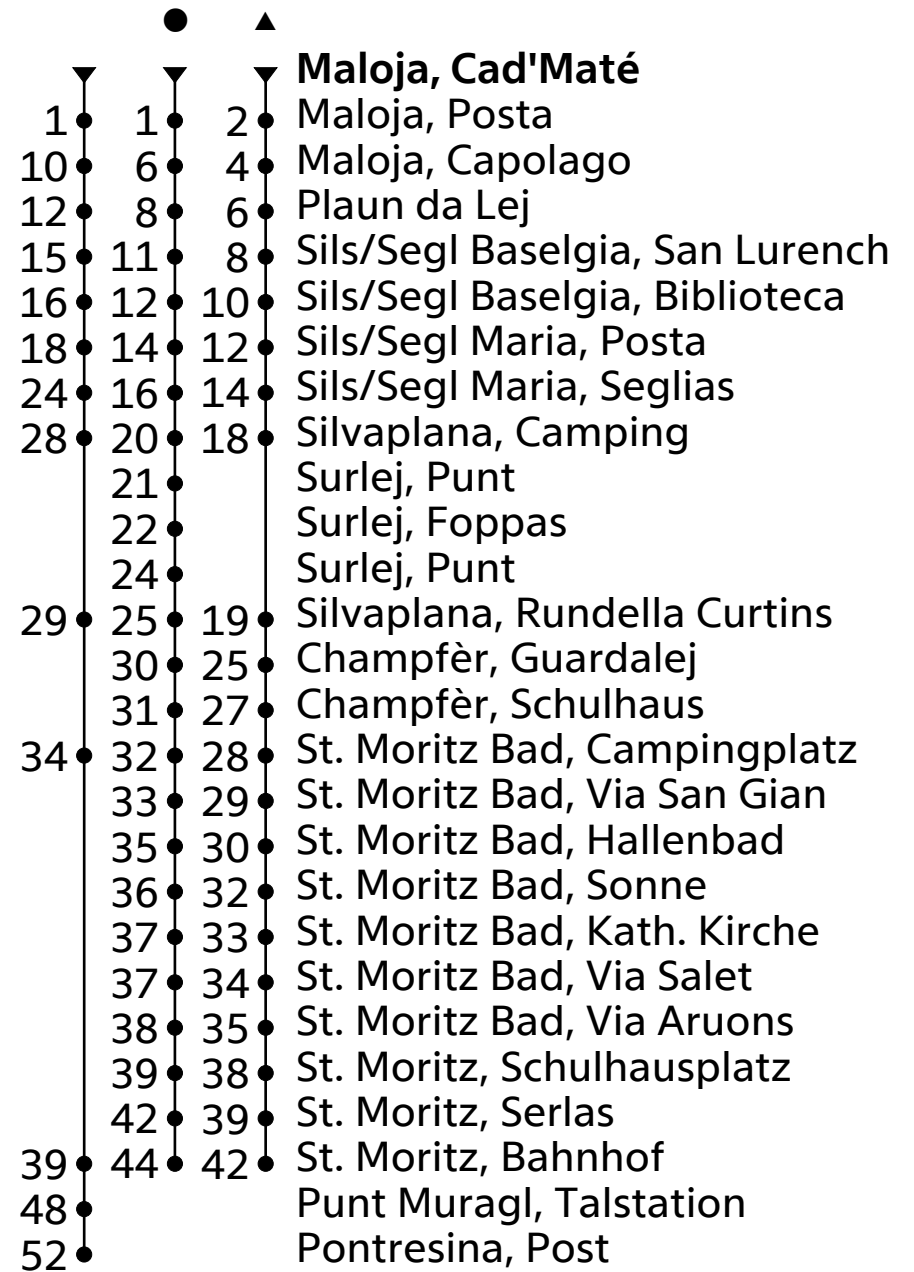 ● ▲
Maloja, Cad'Maté
1 1 2 Maloja, Posta
10 6 4 Maloja, Capolago
12 8 6 Plaun da Lej
15 11 8 Sils/Segl Baselgia, San Lurench
16 12 10 Sils/Segl Baselgia, Biblioteca
18 14 12 Sils/Segl Maria, Posta
24 16 14 Sils/Segl Maria, Seglias
28 20 18 Silvaplana, Camping
21 Surlej, Punt
22 Surlej, Foppas
24 Surlej, Punt
29 25 19 Silvaplana, Rundella Curtins
30 25 Champfèr, Guardalej
31 27 Champfèr, Schulhaus
34 32 28 St. Moritz Bad, Campingplatz
33 29 St. Moritz Bad, Via San Gian
35 30 St. Moritz Bad, Hallenbad
36 32 St. Moritz Bad, Sonne
37 33 St. Moritz Bad, Kath. Kirche
37 34 St. Moritz Bad, Via Salet
38 35 St. Moritz Bad, Via Aruons
39 38 St. Moritz, Schulhausplatz
42 39 St. Moritz, Serlas
39 44 42 St. Moritz, Bahnhof
48 Punt Muragl, Talstation
52 Pontresina, Post